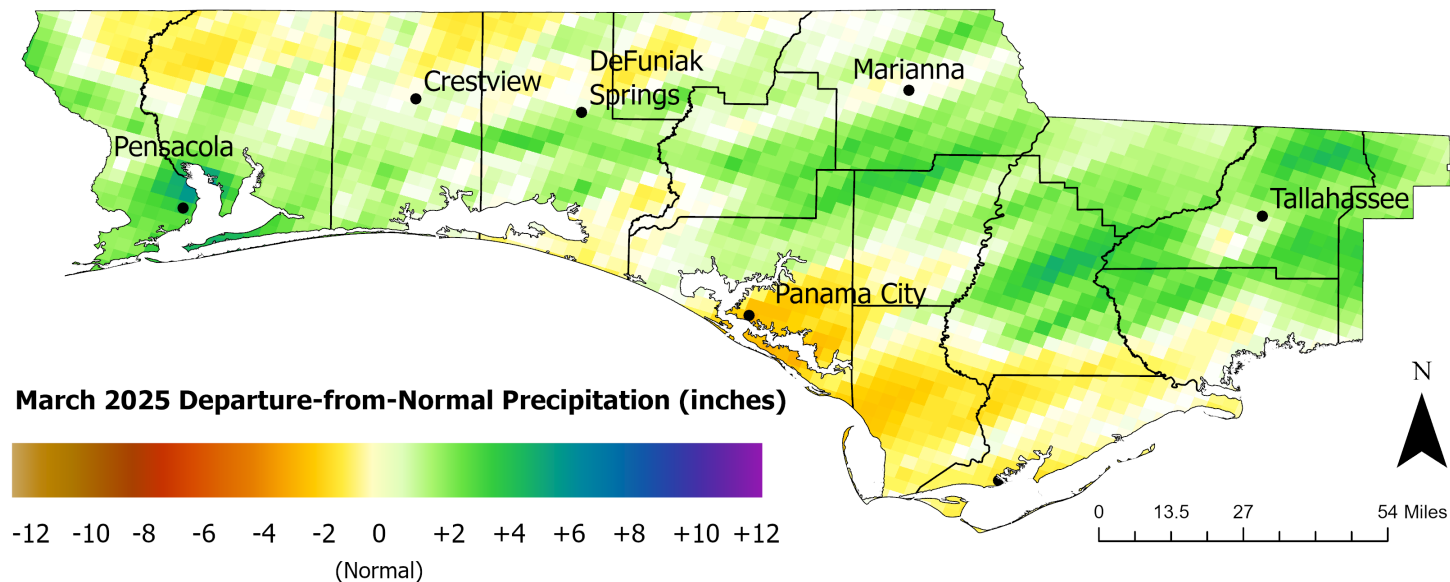 Crestview
DeFuniak
Springs
Marianna
Pensacola
Tallahassee
Panama City
March 2025 Departure-from-Normal Precipitation (inches)
-12 -10 -8 -6 -4 -2 0 +2 +4 +6 +8 +10 +12
(Normal)
N
0 13.5 27 54 Miles